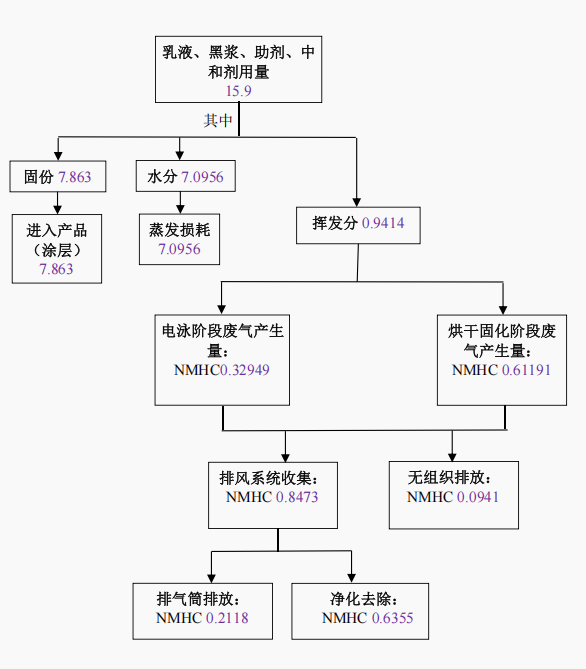 乳液、黑浆、助剂、中
和剂用量
15.9
其中
固份 7.863
水分 7.0956
进入产品
（涂层）
7.863
蒸发损耗
7.0956
挥发分 0.9414
电泳阶段废气产生
量：
NMHC0.32949
烘干固化阶段废
气产生量：
NMHC 0.61191
排风系统收集：
NMHC 0.8473
无组织排放：
NMHC 0.0941
排气筒排放：
NMHC 0.2118
净化去除：
NMHC 0.6355